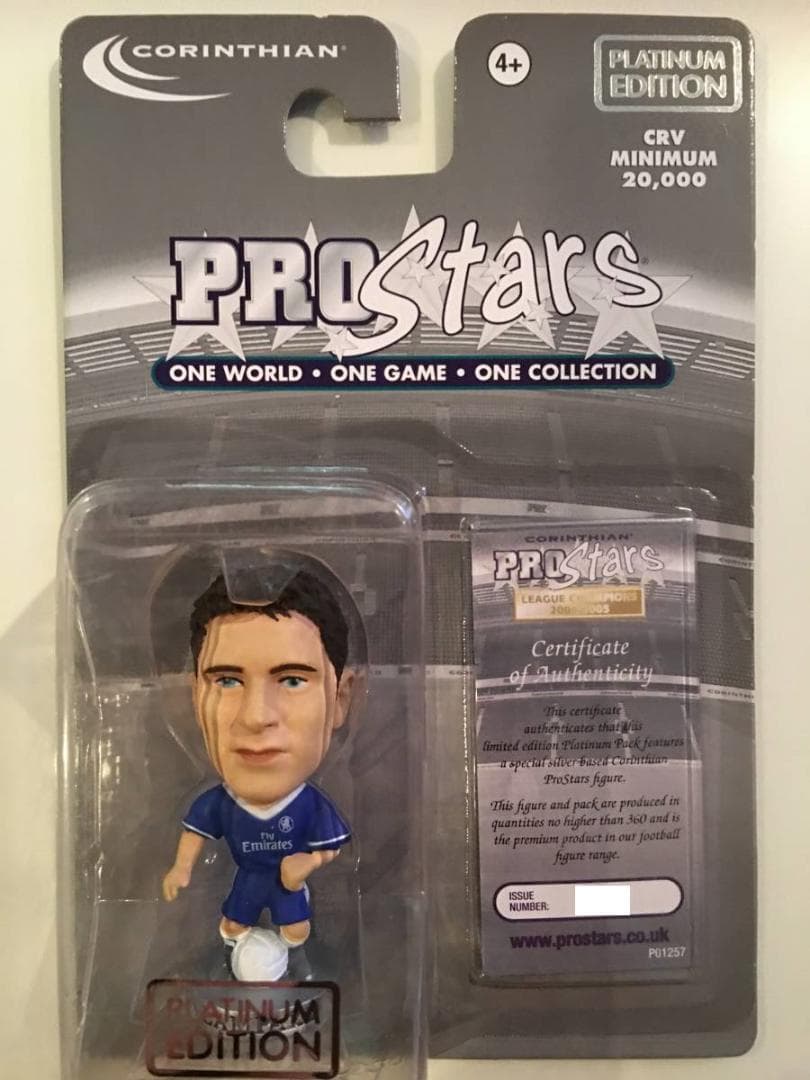 CORINTHIAN
4+
PLATINUM
EDITION
CRV
MINIMUM
20,000
PROStars
ONE WORLD • ONE GAME • ONE COLLECTION
CORINTHIAN
PROStars
LEAGUE CHAMPIONS
Certificate
of Authenticity
This certificate
authenticates that this
limited edition Platinum Pack features
a special silver based Corinthian
ProStars figure.
This figure and pack are produced in
quantities no higher than 360 and is
the premium product in our football
figure range.
ISSUE
NUMBER:
www.prostars.co.uk
PO1257
Fly
Emirates
PLATINUM
EDITION